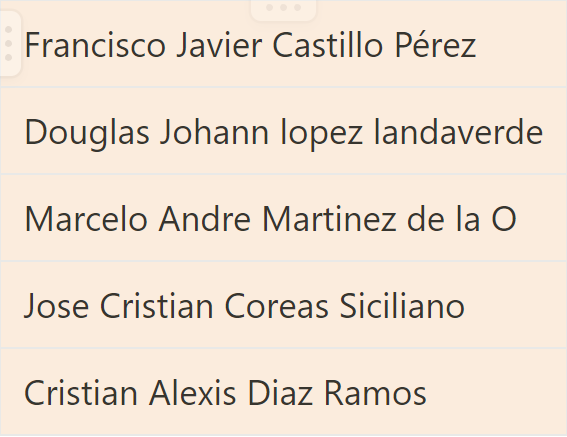 Francisco Javier Castillo Pérez
Douglas Johann lopez landaverde
Marcelo Andre Martinez de la O
Jose Cristian Coreas Siciliano
Cristian Alexis Diaz Ramos